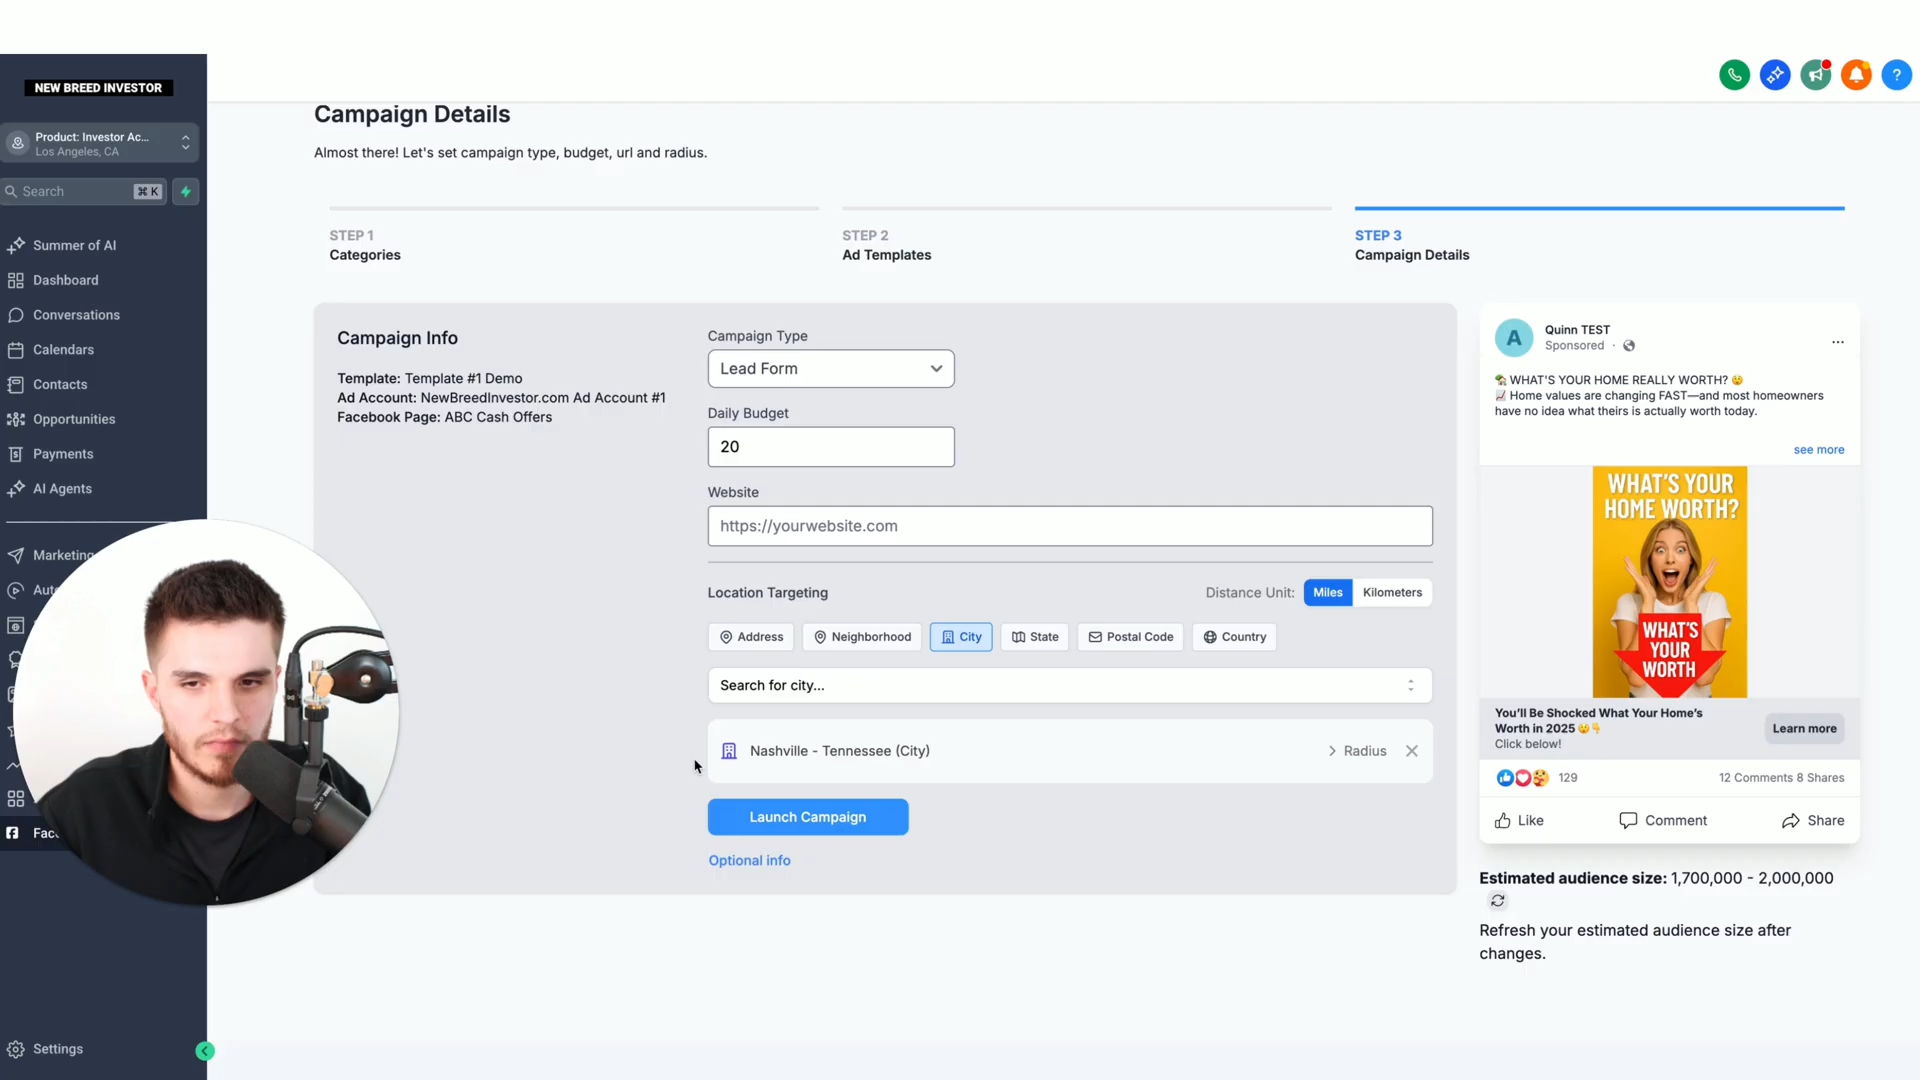 NEW BREED INVESTOR
Product: Investor Ac...
Los Angeles, CA
Search
⌘ K
Summer of AI
Dashboard
Conversations
Calendars
Contacts
Opportunities
Payments
AI Agents
Marketing
Settings
Campaign Details
Almost there! Let's set campaign type, budget, url and radius.
STEP 1
Categories
STEP 2
Ad Templates
STEP 3
Campaign Details
Campaign Info
Template: Template #1 Demo
Ad Account: NewBreedInvestor.com Ad Account #1
Facebook Page: ABC Cash Offers
Campaign Type
Lead Form
Daily Budget
20
Website
https://yourwebsite.com
Location Targeting
Distance Unit:
Miles
Kilometers
Address
Neighborhood
City
State
Postal Code
Country
Search for city...
Nashville - Tennessee (City)
Radius
Launch Campaign
Optional info
A
Quinn TEST
Sponsored ·
...
🏡 WHAT'S YOUR HOME REALLY WORTH? 🤔
📈 Home values are changing FAST—and most homeowners
have no idea what theirs is actually worth today.
see more
WHAT'S YOUR
HOME WORTH?
WHAT'S
YOUR
WORTH
You'll Be Shocked What Your Home's
Worth in 2025 😲👇
Click below!
Learn more
129
12 Comments 8 Shares
Like
Comment
Share
Estimated audience size: 1,700,000 - 2,000,000
Refresh your estimated audience size after
changes.